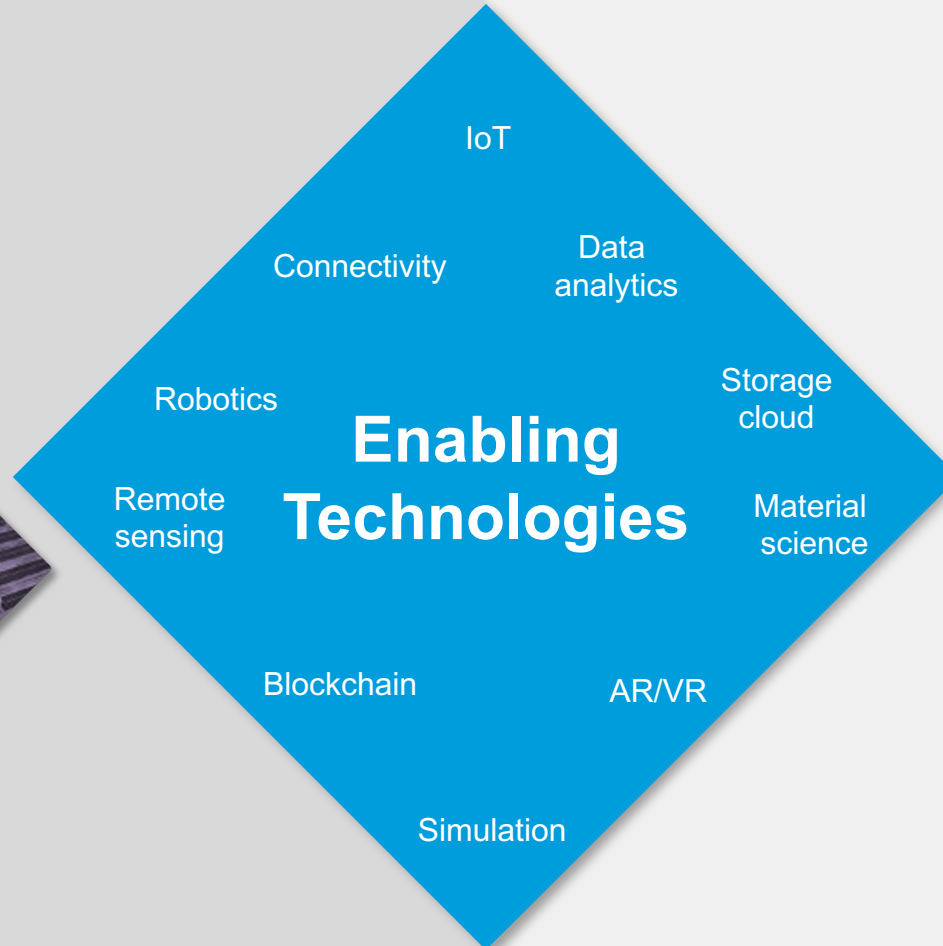 IoT
Connectivity
Data
analytics
Robotics
Storage
cloud
Enabling
Technologies
Remote
sensing
Material
science
Blockchain
AR/VR
Simulation